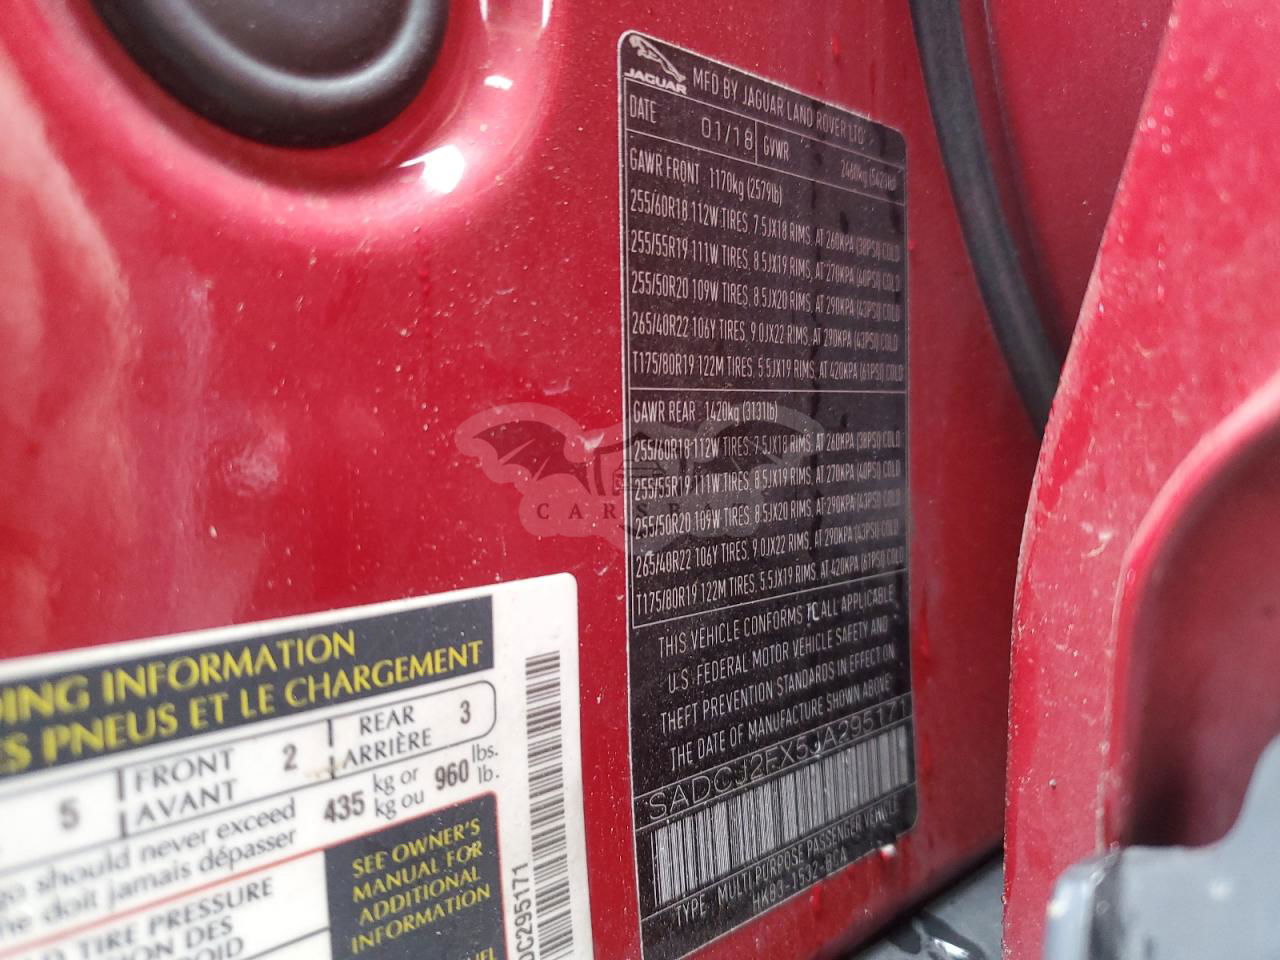 JAGUAR
MFD BY JAGUAR LAND ROVER LTD
DATE 01/18 GVWR 2460kg (5423lb)
GAWR FRONT 1170kg (2579lb)
255/60R18 112W TIRES, 7.5JX18 RIMS, AT 260KPA (38PSI) COLD
255/55R19 111W TIRES, 8.5JX19 RIMS, AT 270KPA (40PSI) COLD
255/50R20 109W TIRES, 8.5JX20 RIMS, AT 290KPA (43PSI) COLD
265/40R22 106Y TIRES, 9.0JX22 RIMS, AT 290KPA (43PSI) COLD
T175/80R19 122M TIRES, 5.5JX19 RIMS, AT 420KPA (61PSI) COLD
GAWR REAR 1420kg (3131lb)
255/60R18 112W TIRES, 7.5JX18 RIMS, AT 260KPA (38PSI) COLD
255/55R19 111W TIRES, 8.5JX19 RIMS, AT 270KPA (40PSI) COLD
255/50R20 109W TIRES, 8.5JX20 RIMS, AT 290KPA (43PSI) COLD
265/40R22 106Y TIRES, 9.0JX22 RIMS, AT 290KPA (43PSI) COLD
T175/80R19 122M TIRES, 5.5JX19 RIMS, AT 420KPA (61PSI) COLD
THIS VEHICLE CONFORMS TO ALL APPLICABLE
U.S. FEDERAL MOTOR VEHICLE SAFETY AND
THEFT PREVENTION STANDARDS IN EFFECT ON
THE DATE OF MANUFACTURE SHOWN ABOVE
SADCJ2FX5JA295171
TYPE MULTI PURPOSE PASSENGER VEHICLE
HK83-1532-BCA
DING INFORMATION
ES PNEUS ET LE CHARGEMENT
5 FRONT 2 REAR 3
AVANT ARRIÈRE
go should never exceed 435 kg or 960 lbs.
ne doit jamais dépasser kg ou lb.
TIRE PRESSURE
SEE OWNER'S
MANUAL FOR
ADDITIONAL
INFORMATION
DC295171